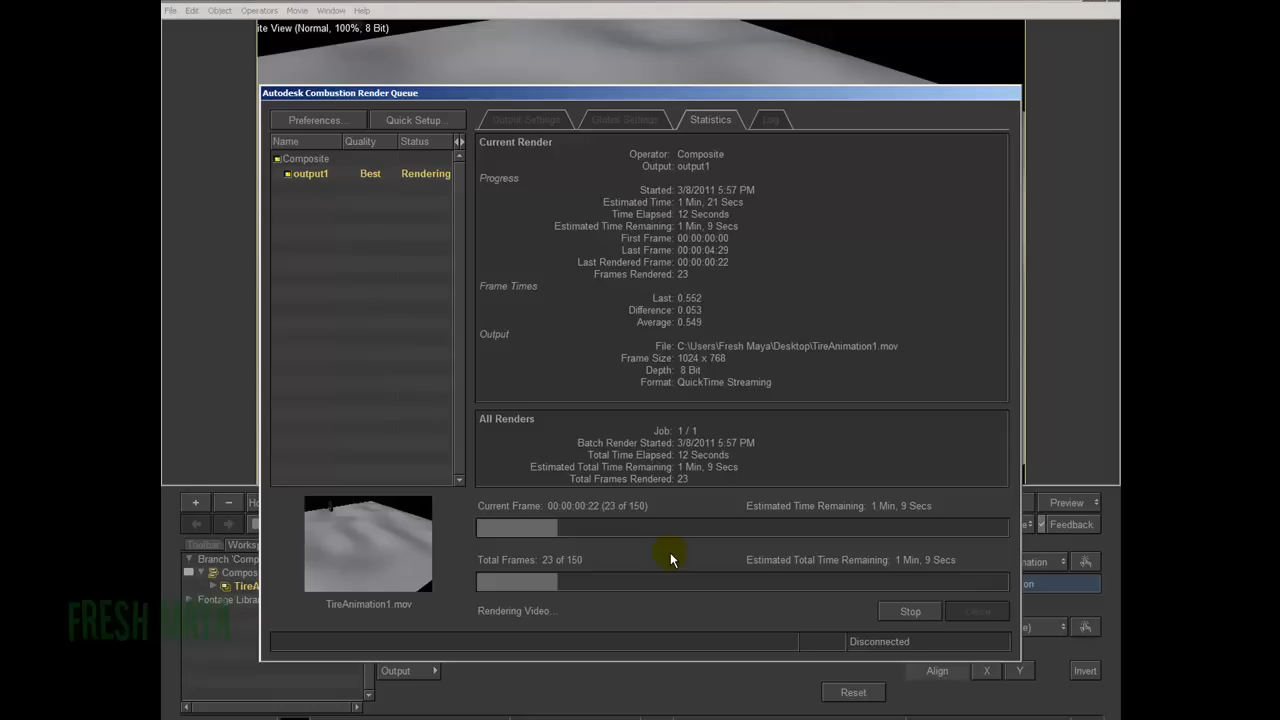 File Edit Object Operators Movie Window Help
ite View (Normal, 100%, 8 Bit)
Autodesk Combustion Render Queue
Preferences... Quick Setup... Output Settings Global Settings Statistics Log
Name Quality Status
Composite
output1 Best Rendering
Current Render
Operator: Composite
Output: output1
Progress
Started: 3/8/2011 5:57 PM
Estimated Time: 1 Min, 21 Secs
Time Elapsed: 12 Seconds
Estimated Time Remaining: 1 Min, 9 Secs
First Frame: 00:00:00:00
Last Frame: 00:00:04:29
Last Rendered Frame: 00:00:00:22
Frames Rendered: 23
Frame Times
Last: 0.552
Difference: 0.053
Average: 0.549
Output
File: C:\Users\Fresh Maya\Desktop\TireAnimation1.mov
Frame Size: 1024 x 768
Depth: 8 Bit
Format: QuickTime Streaming
All Renders
Job: 1 / 1
Batch Render Started: 3/8/2011 5:57 PM
Total Time Elapsed: 12 Seconds
Estimated Total Time Remaining: 1 Min, 9 Secs
Total Frames Rendered: 23
Current Frame: 00:00:00:22 (23 of 150) Estimated Time Remaining: 1 Min, 9 Secs
Total Frames: 23 of 150 Estimated Total Time Remaining: 1 Min, 9 Secs
TireAnimation1.mov
Rendering Video... Stop Close
Disconnected
+ − Ho
Preview
Feedback
Toolbar Worksp
Branch 'Comp
Compos
TireA
Footage Libra
mation
on
)
FRESH MAYA
Output Align X Y Invert
Reset